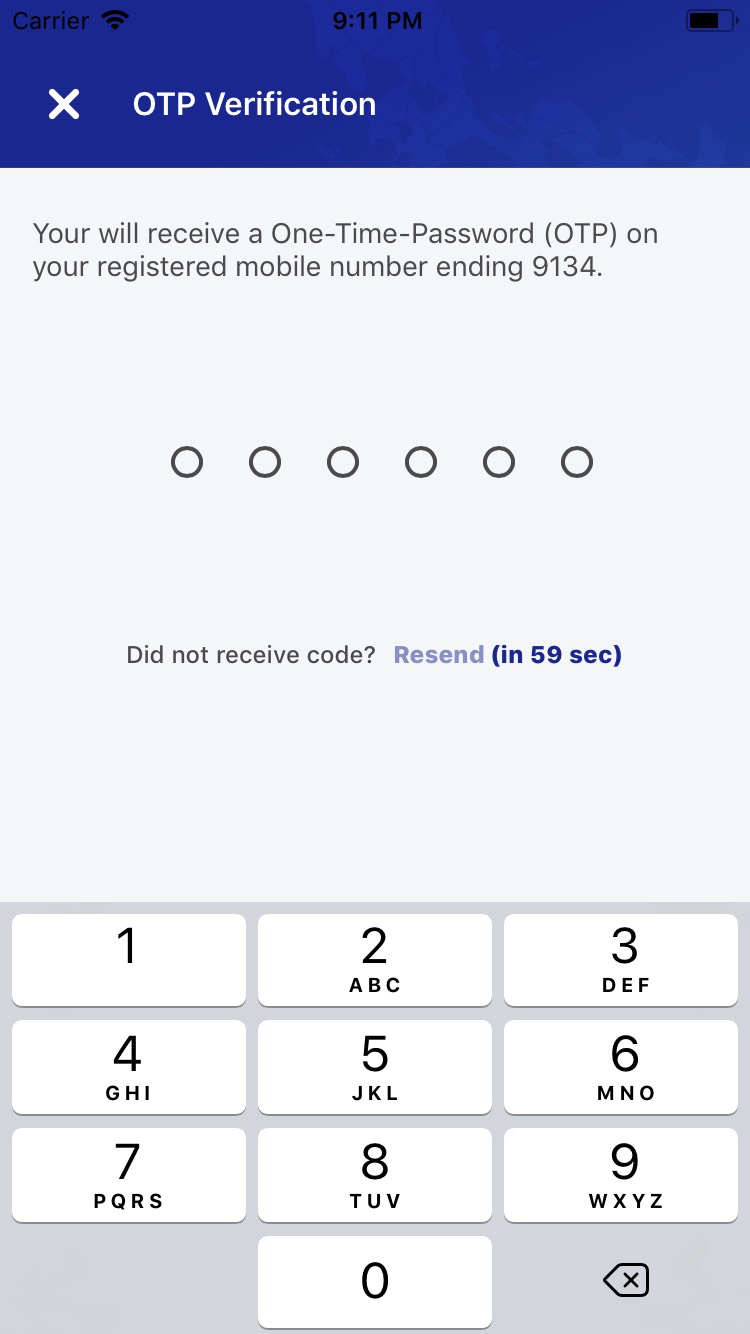 Carrier 9:11 PM
OTP Verification
Your will receive a One-Time-Password (OTP) on
your registered mobile number ending 9134.
Did not receive code? Resend (in 59 sec)
1 2 3
ABC DEF
4 5 6
GHI JKL MNO
7 8 9
PQRS TUV WXYZ
0